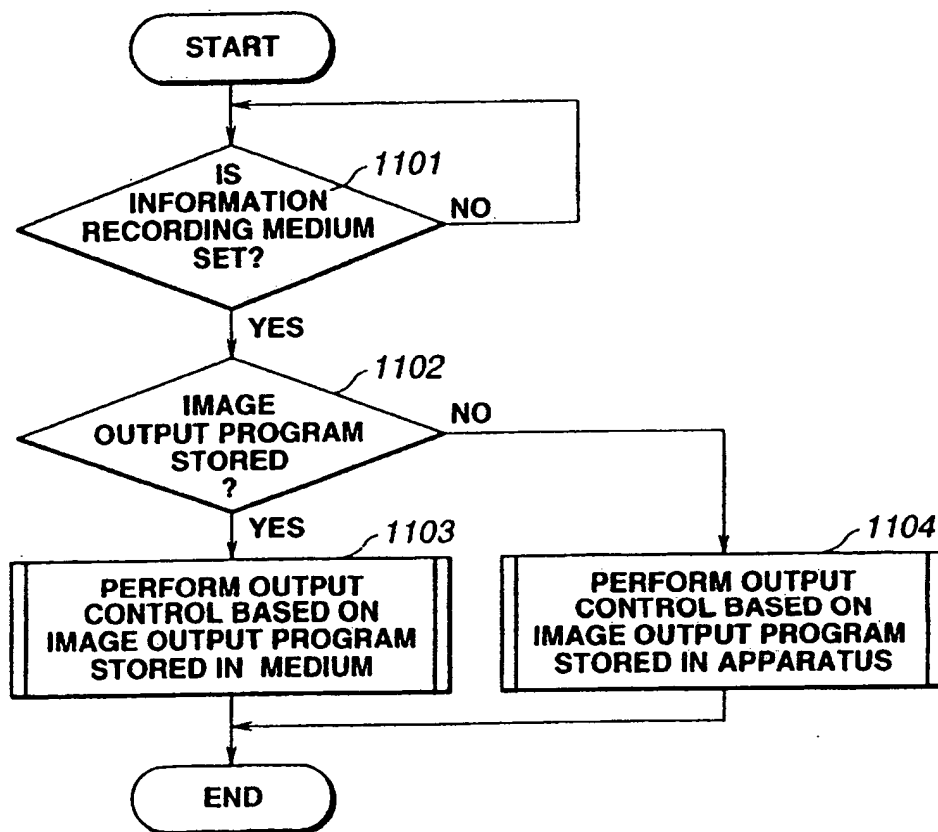 START
1101
IS
INFORMATION
RECORDING MEDIUM
SET?
NO
YES
1102
IMAGE
OUTPUT PROGRAM
STORED
?
NO
YES
1103
PERFORM OUTPUT
CONTROL BASED ON
IMAGE OUTPUT PROGRAM
STORED IN MEDIUM
1104
PERFORM OUTPUT
CONTROL BASED ON
IMAGE OUTPUT PROGRAM
STORED IN APPARATUS
END